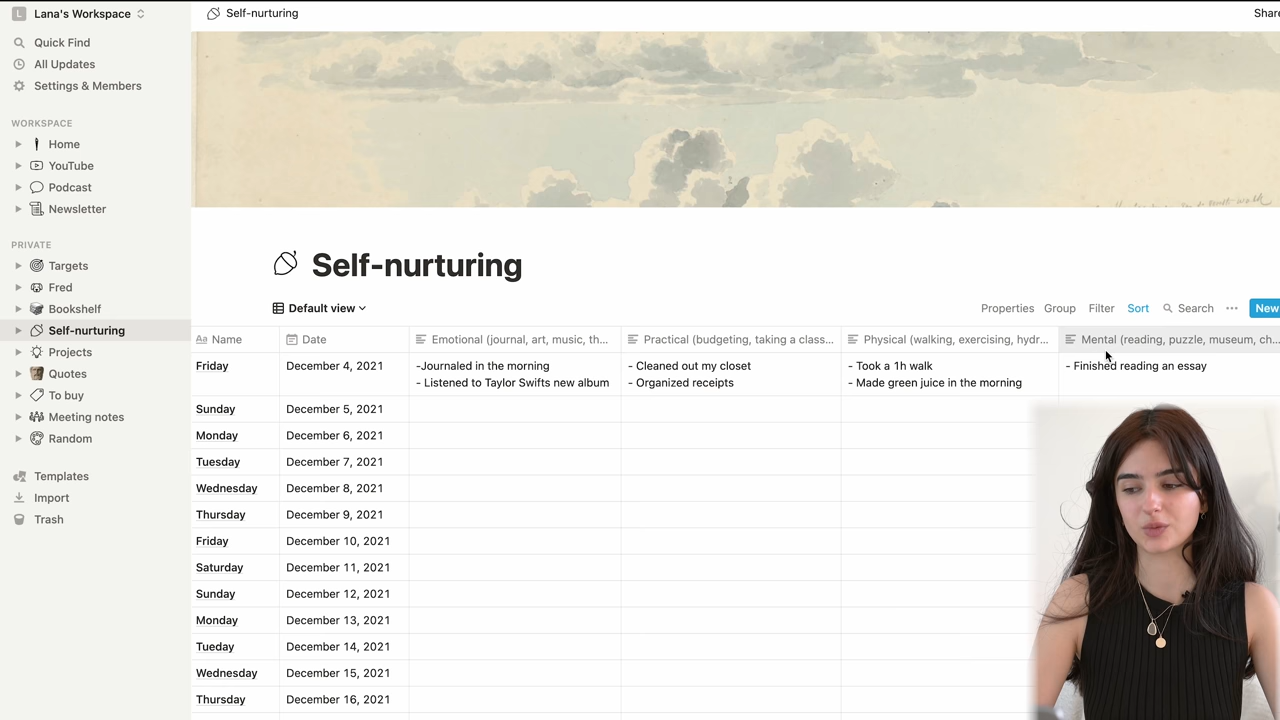 L Lana's Workspace
Quick Find
All Updates
Settings & Members
WORKSPACE
Home
YouTube
Podcast
Newsletter
PRIVATE
Targets
Fred
Bookshelf
Self-nurturing
Projects
Quotes
To buy
Meeting notes
Random
Templates
Import
Trash
Self-nurturing
Share
Self-nurturing
Default view
Properties Group Filter Sort Search ... New
Aa Name Date Emotional (journal, art, music, th... Practical (budgeting, taking a class... Physical (walking, exercising, hydr... Mental (reading, puzzle, museum, ch...
Friday December 4, 2021 -Journaled in the morning - Cleaned out my closet - Took a 1h walk - Finished reading an essay
- Listened to Taylor Swifts new album - Organized receipts - Made green juice in the morning
Sunday December 5, 2021
Monday December 6, 2021
Tuesday December 7, 2021
Wednesday December 8, 2021
Thursday December 9, 2021
Friday December 10, 2021
Saturday December 11, 2021
Sunday December 12, 2021
Monday December 13, 2021
Tueday December 14, 2021
Wednesday December 15, 2021
Thursday December 16, 2021